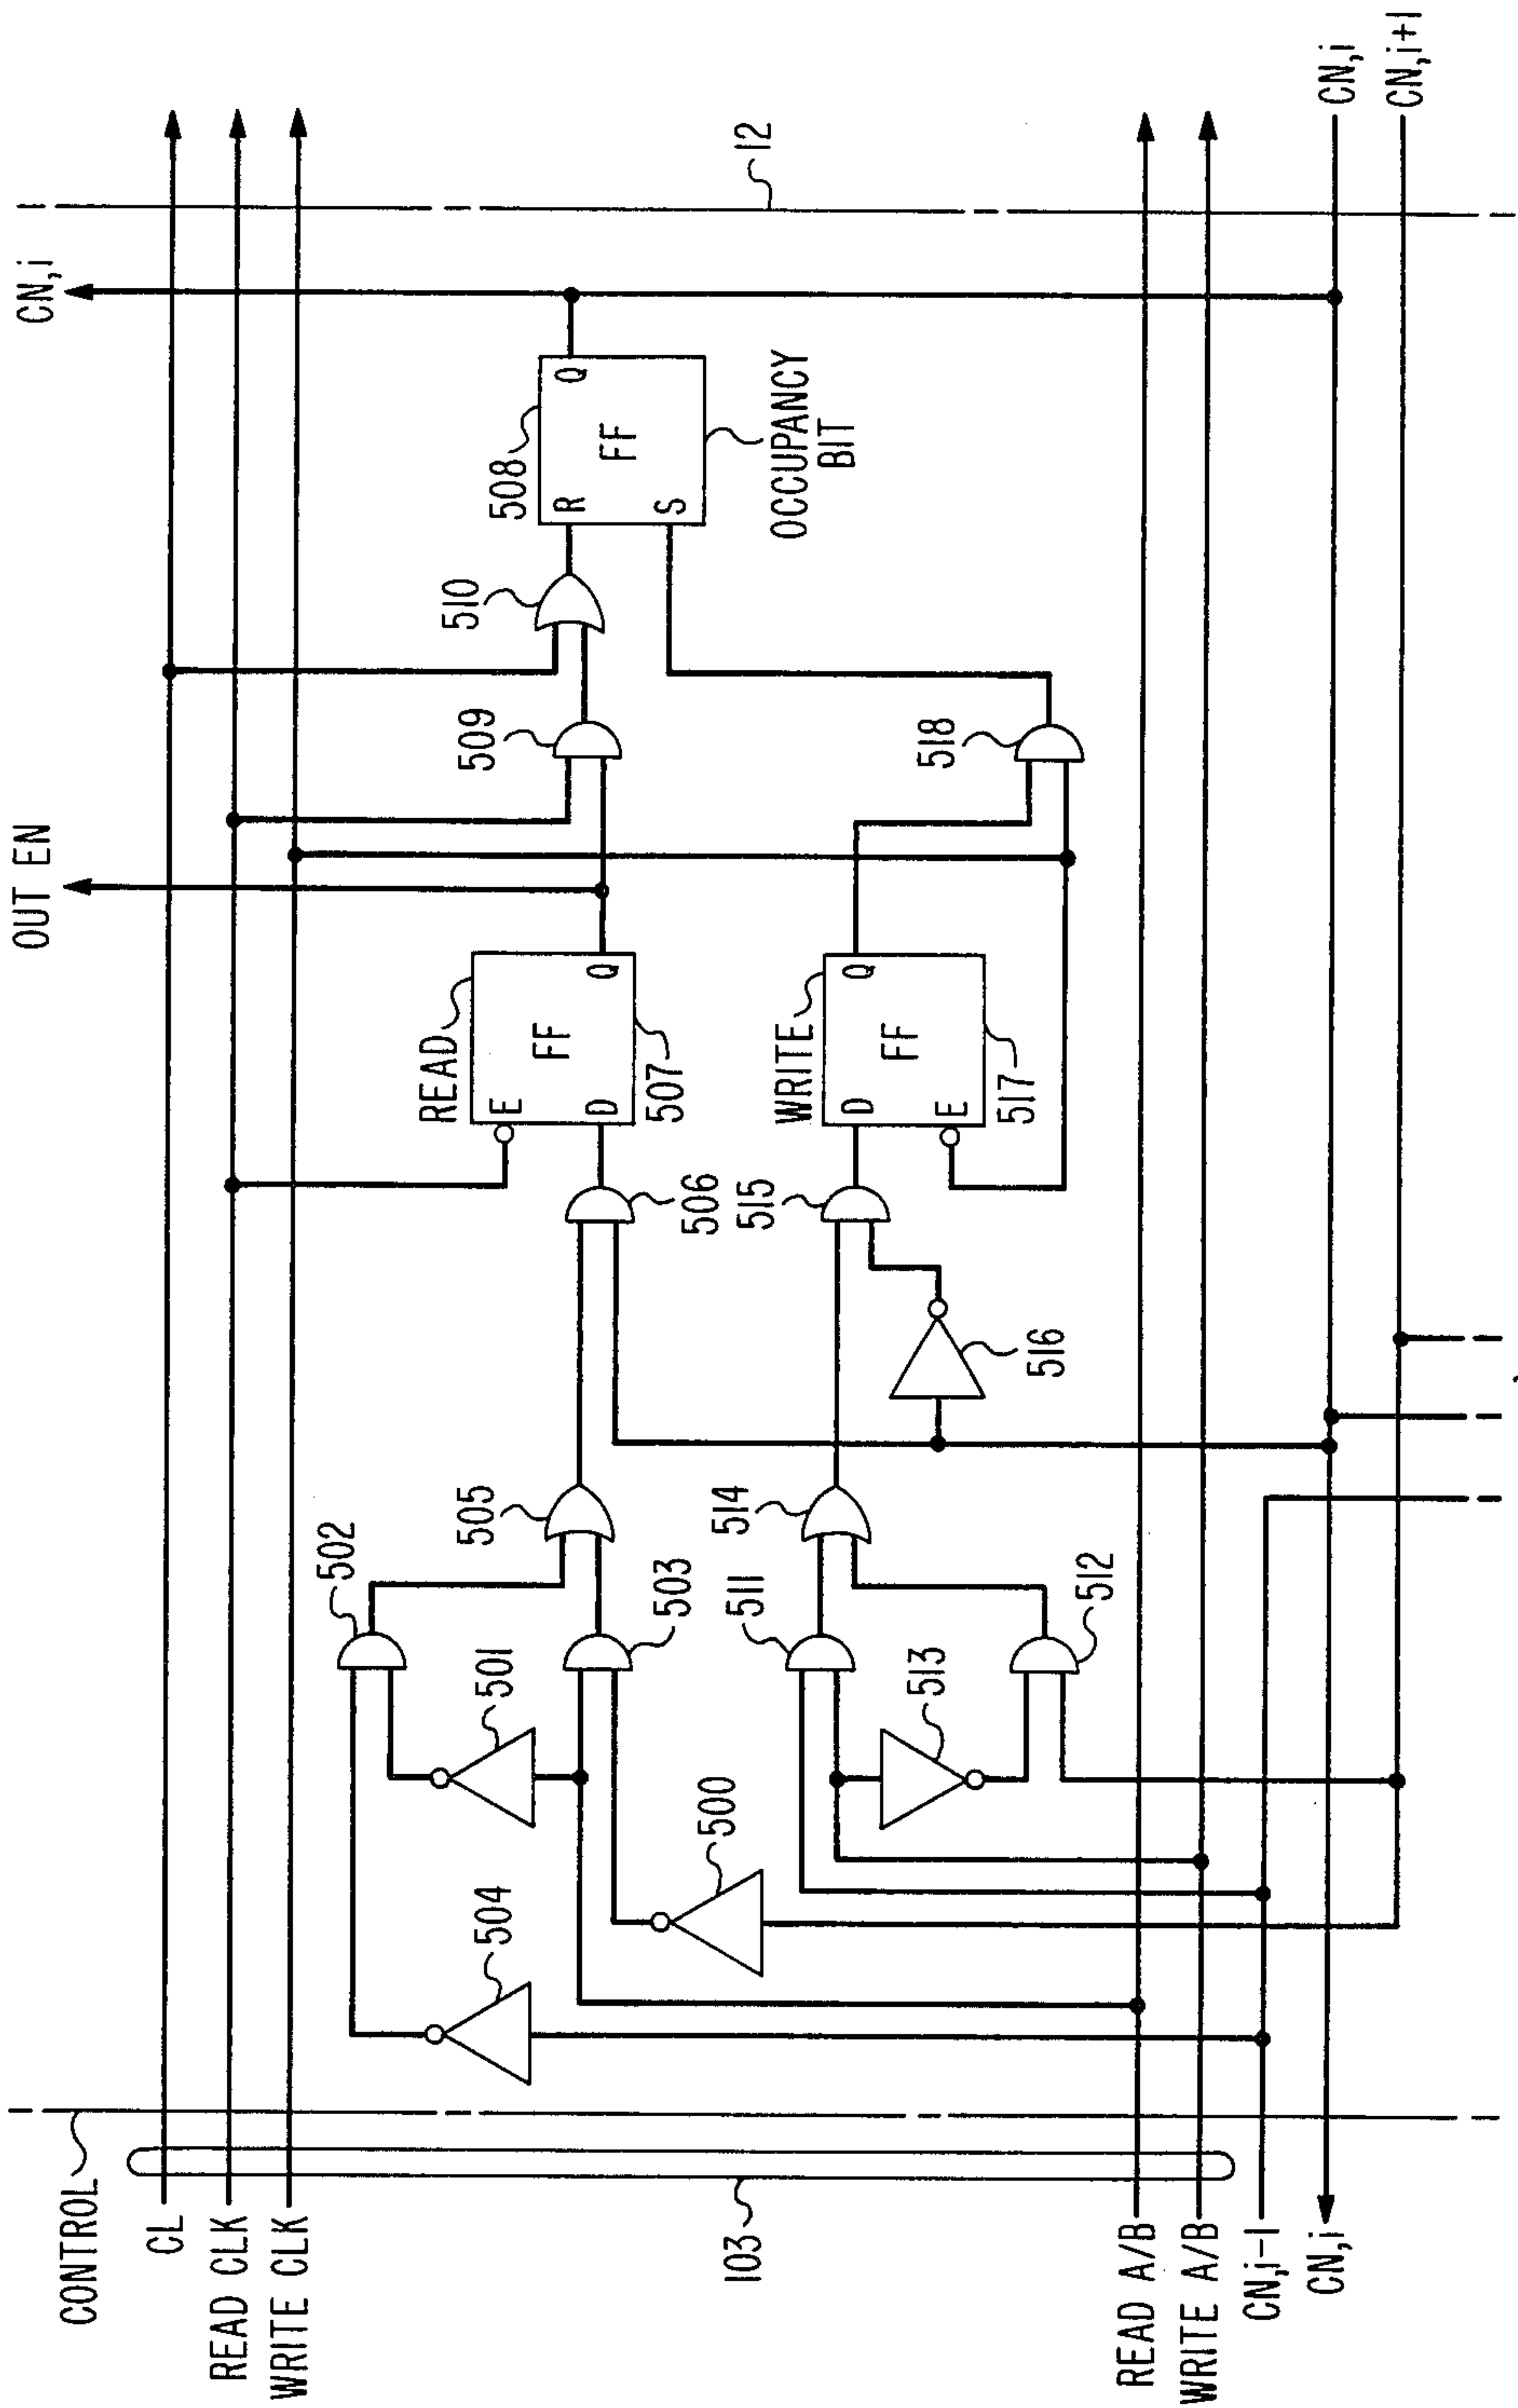 CONTROL
CL
READ CLK
WRITE CLK
103
READ A/B
WRITE A/B
CN,i-1
CN,i
504
500
502
501
505
503
511
514
513
512
516
506
515
READ
E
FF
D
Q
507
WRITE
D
FF
E
Q
517
OUT EN
509
518
510
508
R
FF
S
Q
OCCUPANCY
BIT
CN,i
12
CN,i
CN,i+1